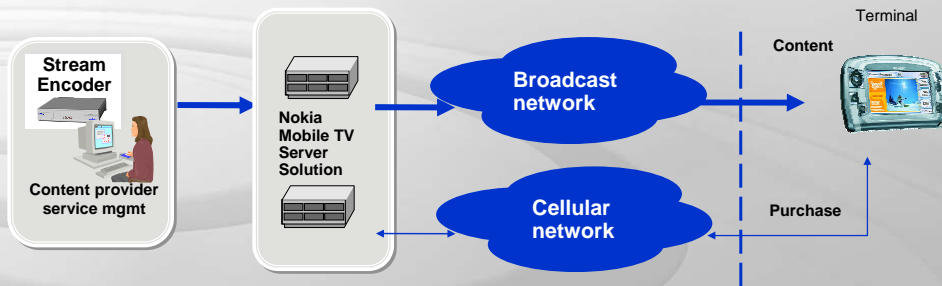 Stream
Encoder
Content provider
service mgmt
Nokia
Mobile TV
Server
Solution
Broadcast
network
Cellular
network
Content
Purchase
Terminal